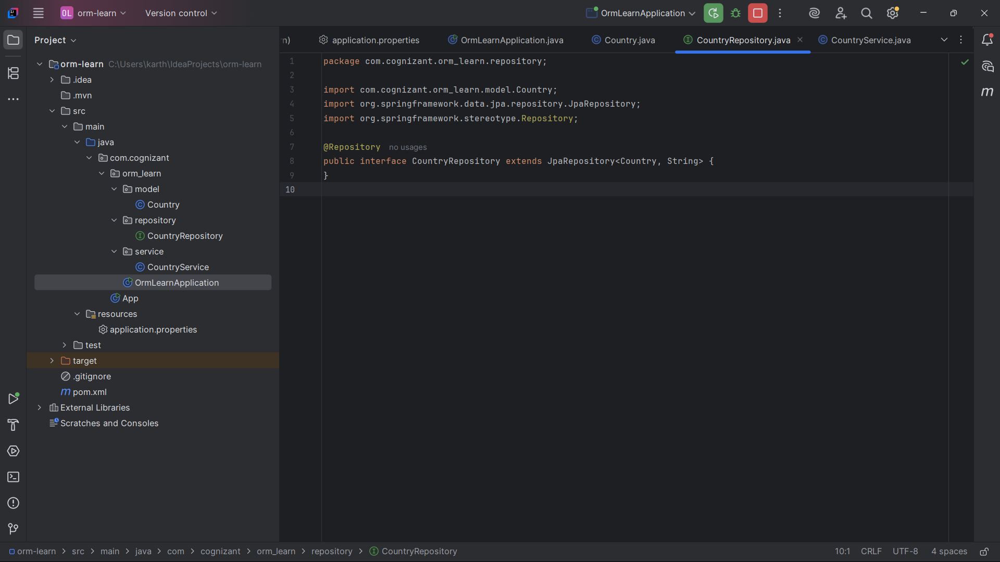 OL orm-learn Version control OrmLearnApplication
Project
n) application.properties OrmLearnApplication.java Country.java CountryRepository.java CountryService.java
orm-learn C:\Users\karth\IdeaProjects\orm-learn
.idea
.mvn
src
main
java
com.cognizant
orm_learn
model
Country
repository
CountryRepository
service
CountryService
OrmLearnApplication
App
resources
application.properties
test
target
.gitignore
m pom.xml
External Libraries
Scratches and Consoles
1 package com.cognizant.orm_learn.repository;
2
3 import com.cognizant.orm_learn.model.Country;
4 import org.springframework.data.jpa.repository.JpaRepository;
5 import org.springframework.stereotype.Repository;
6
7 @Repository no usages
8 public interface CountryRepository extends JpaRepository<Country, String> {
9 }
10
m
orm-learn > src > main > java > com > cognizant > orm_learn > repository > CountryRepository
10:1 CRLF UTF-8 4 spaces